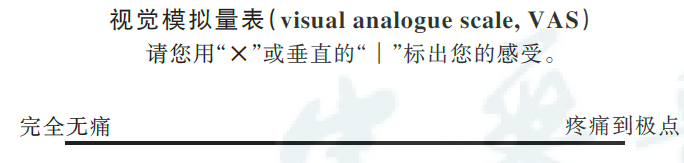 视觉模拟量表(visual analogue scale, VAS)
请您用“×”或垂直的“｜”标出您的感受。
完全无痛 疼痛到极点